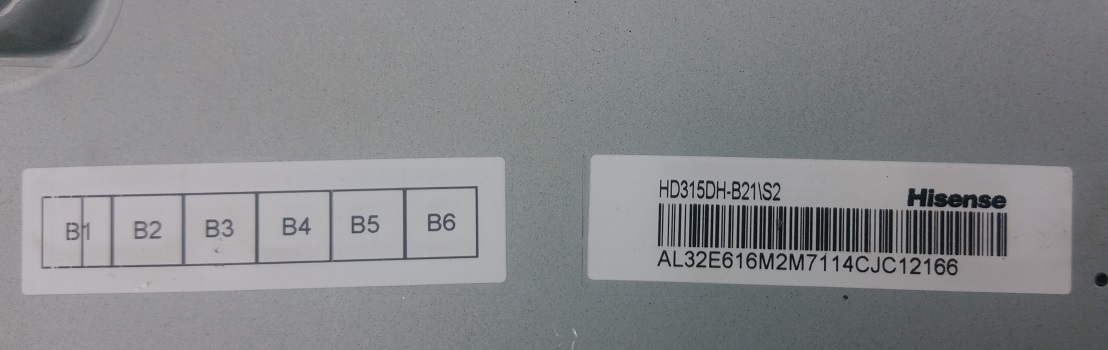 B1 B2 B3 B4 B5 B6
HD315DH-B21\S2
Hisense
AL32E616M2M7114CJC12166